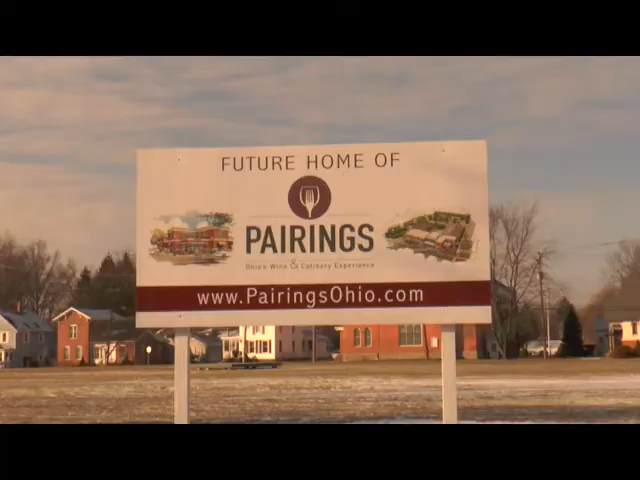 FUTURE HOME OF
PAIRINGS
Ohio's Wine & Culinary Experience
www.PairingsOhio.com